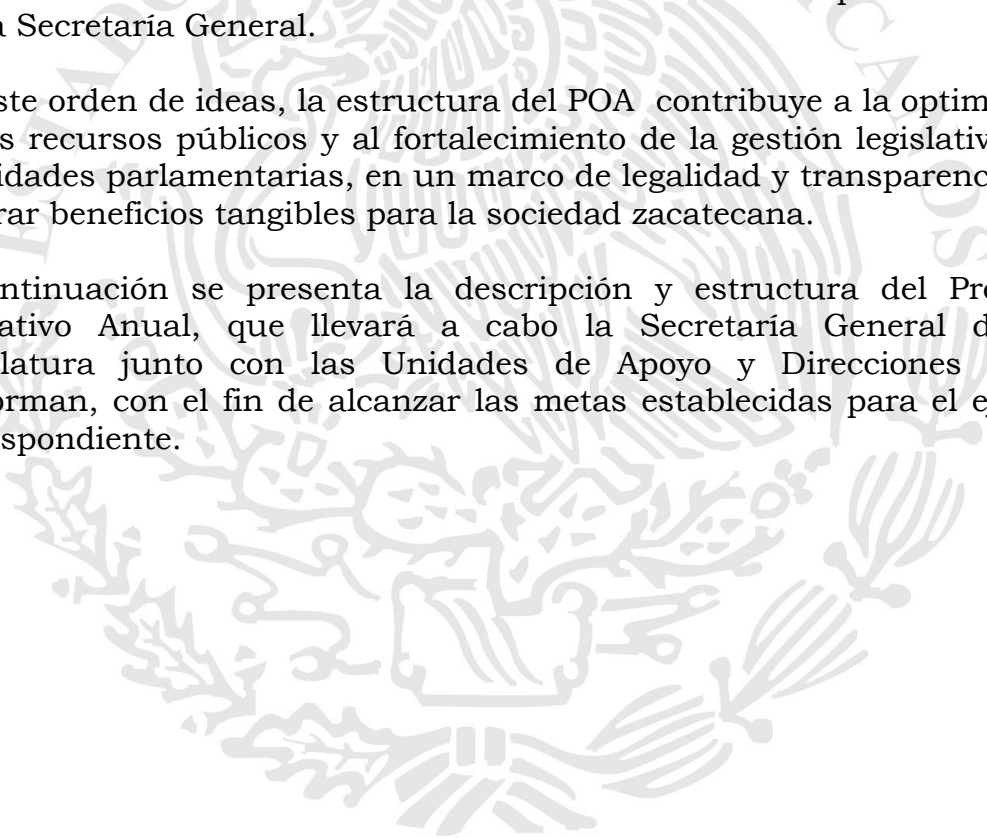 a Secretaría General.
ste orden de ideas, la estructura del POA contribuye a la optim
s recursos públicos y al fortalecimiento de la gestión legislativ
idades parlamentarias, en un marco de legalidad y transparenc
rar beneficios tangibles para la sociedad zacatecana.
ntinuación se presenta la descripción y estructura del Pro
ativo Anual, que llevará a cabo la Secretaría General d
latura junto con las Unidades de Apoyo y Direcciones
orman, con el fin de alcanzar las metas establecidas para el ej
spondiente.